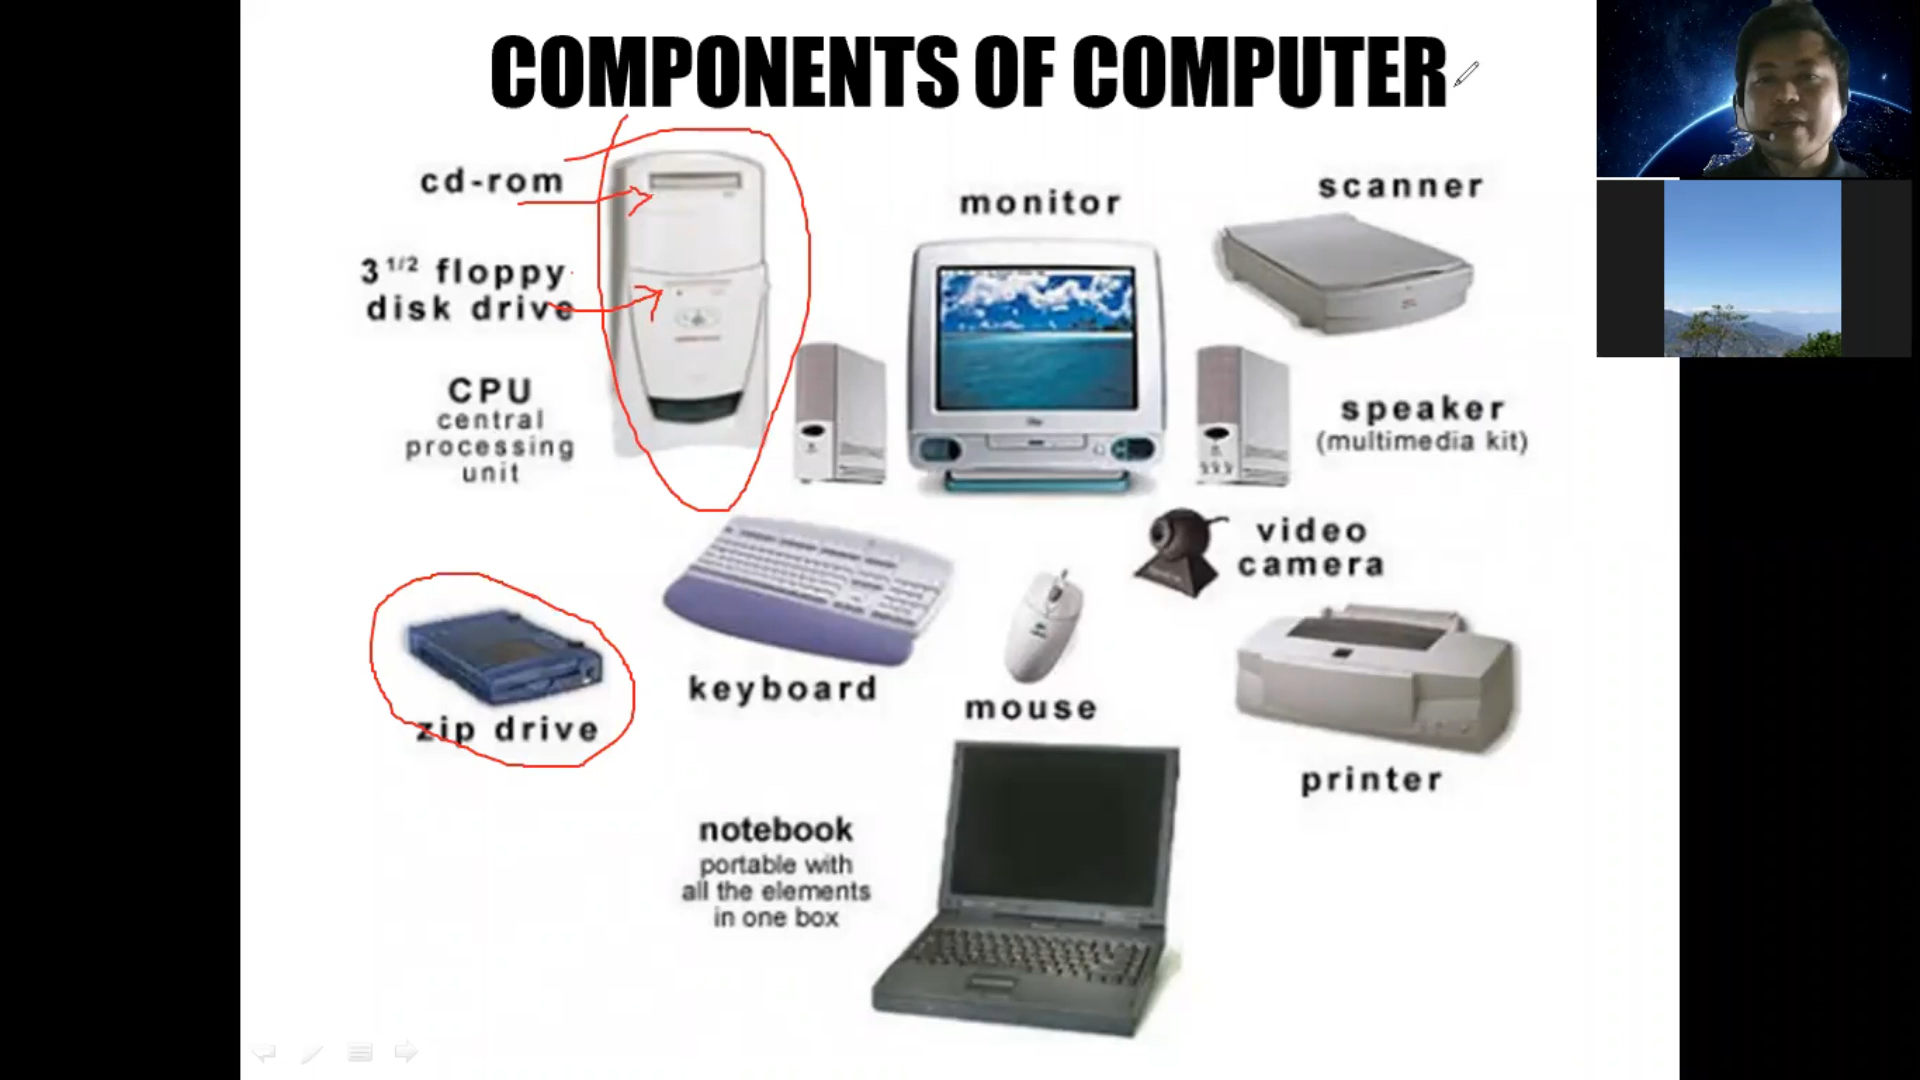 COMPONENTS OF COMPUTER
cd-rom
3 1/2 floppy
disk drive
CPU
central
processing
unit
monitor
scanner
speaker
(multimedia kit)
video
camera
keyboard
mouse
zip drive
printer
notebook
portable with
all the elements
in one box